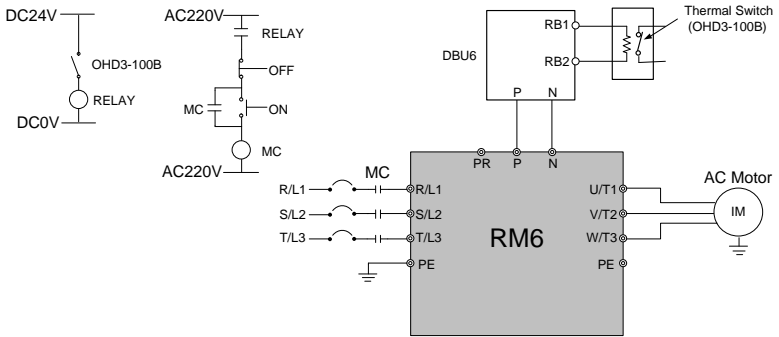 DC24V
OHD3-100B
RELAY
DC0V
AC220V
RELAY
OFF
MC
ON
MC
AC220V
DBU6
RB1
RB2
P N
Thermal Switch
(OHD3-100B)
PR P N
MC
R/L1
R/L1
S/L2
S/L2
T/L3
T/L3
PE
RM6
U/T1
V/T2
W/T3
PE
AC Motor
IM